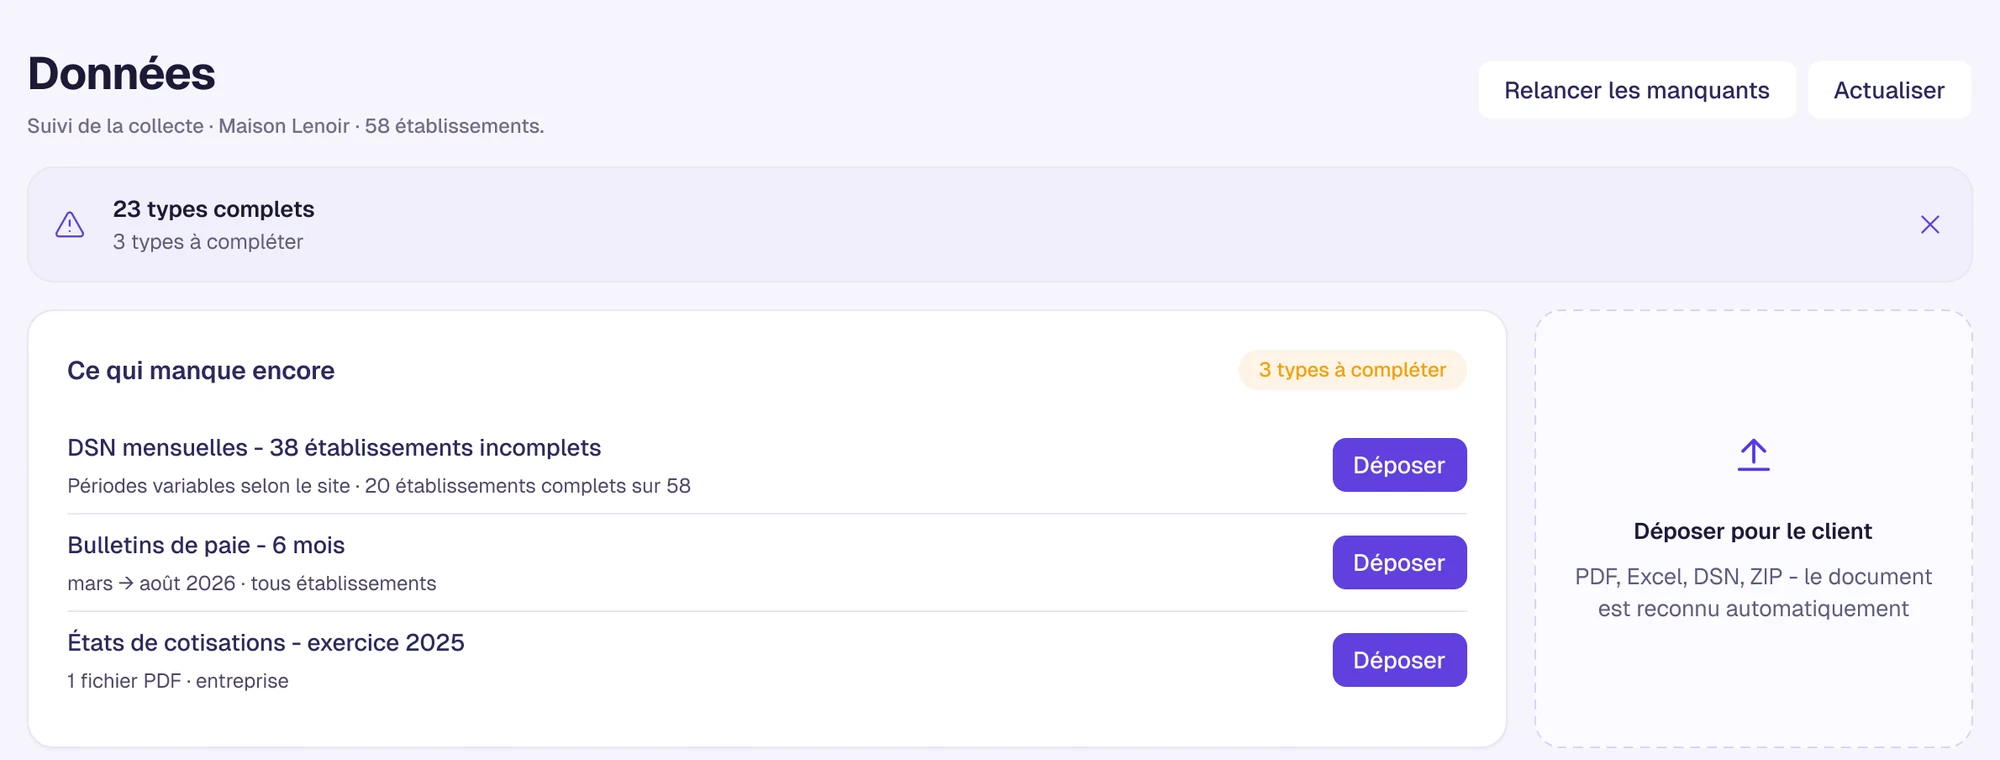 Données
Suivi de la collecte · Maison Lenoir · 58 établissements.
Relancer les manquants
Actualiser
23 types complets
3 types à compléter
Ce qui manque encore
3 types à compléter
DSN mensuelles - 38 établissements incomplets
Périodes variables selon le site · 20 établissements complets sur 58
Déposer
Bulletins de paie - 6 mois
mars → août 2026 · tous établissements
Déposer
États de cotisations - exercice 2025
1 fichier PDF · entreprise
Déposer
Déposer pour le client
PDF, Excel, DSN, ZIP - le document
est reconnu automatiquement